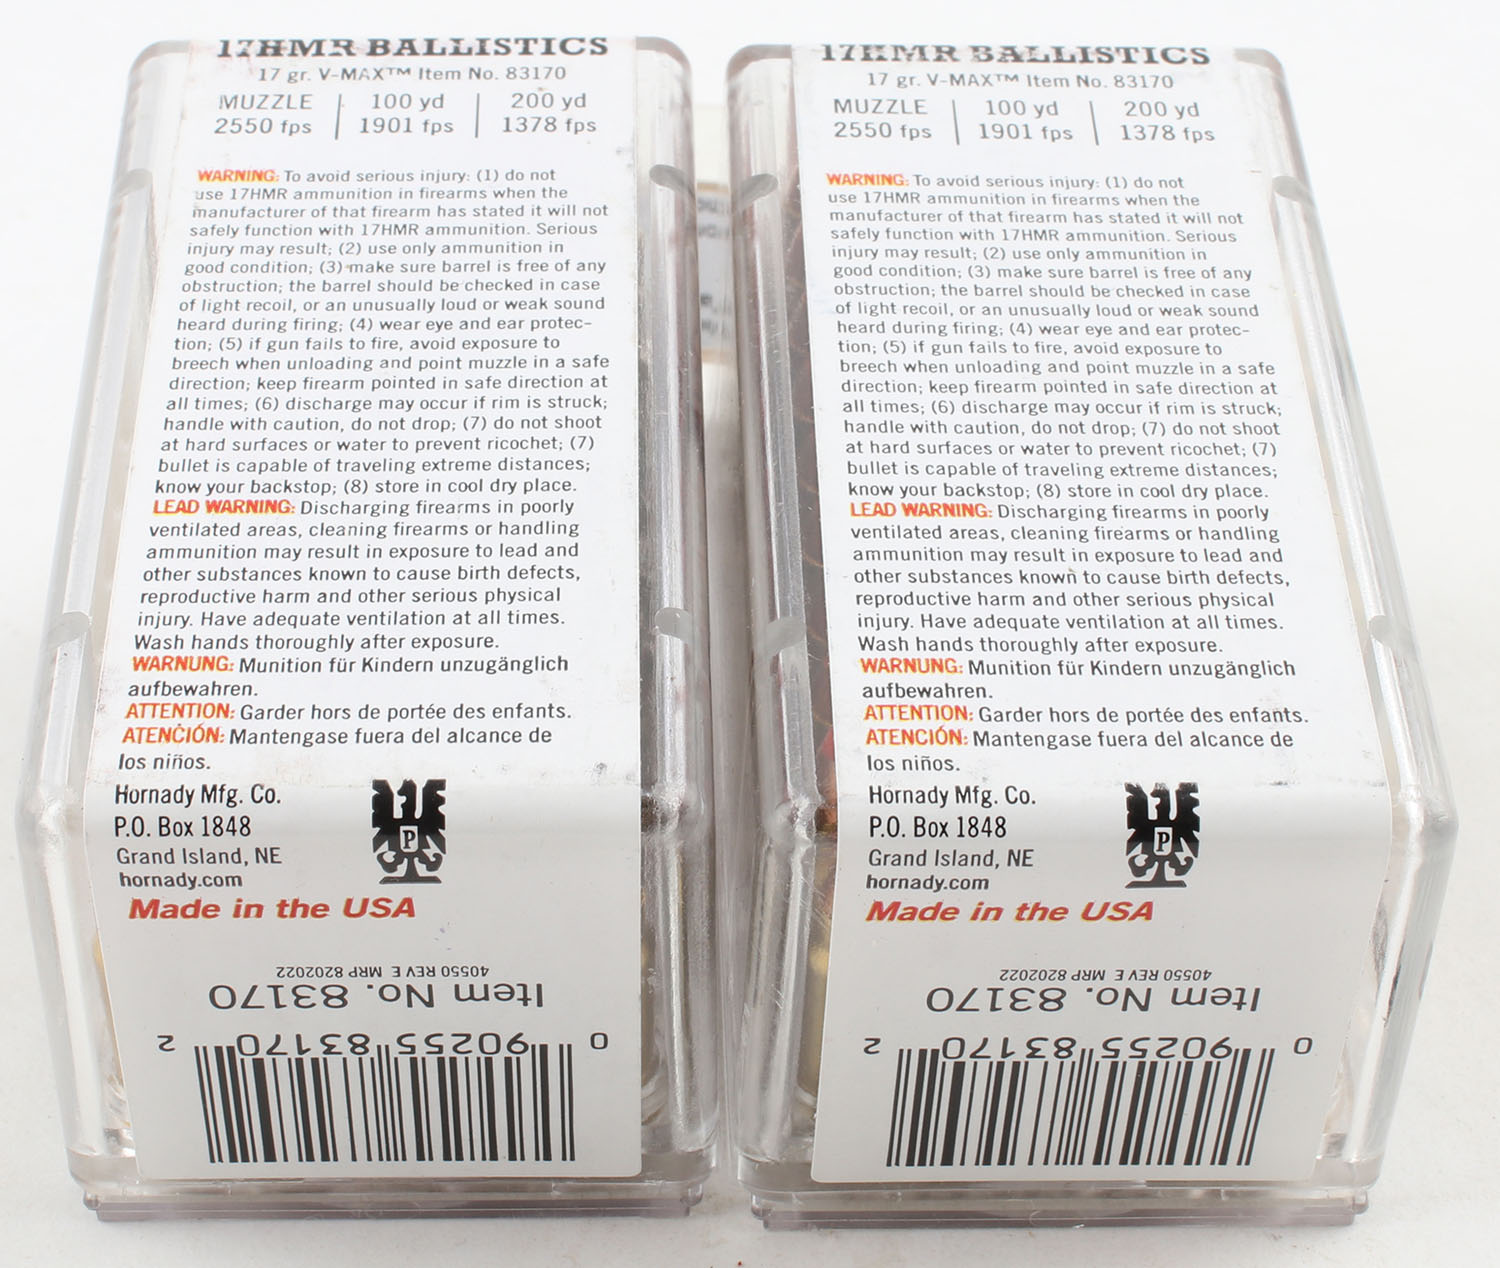 17HMR BALLISTICS
17 gr. V-MAX™ Item No. 83170
MUZZLE | 100 yd | 200 yd
2550 fps | 1901 fps | 1378 fps
WARNING: To avoid serious injury: (1) do not
use 17HMR ammunition in firearms when the
manufacturer of that firearm has stated it will not
safely function with 17HMR ammunition. Serious
injury may result; (2) use only ammunition in
good condition; (3) make sure barrel is free of any
obstruction; the barrel should be checked in case
of light recoil, or an unusually loud or weak sound
heard during firing; (4) wear eye and ear protec-
tion; (5) if gun fails to fire, avoid exposure to
breech when unloading and point muzzle in a safe
direction; keep firearm pointed in safe direction at
all times; (6) discharge may occur if rim is struck;
handle with caution, do not drop; (7) do not shoot
at hard surfaces or water to prevent ricochet; (7)
bullet is capable of traveling extreme distances;
know your backstop; (8) store in cool dry place.
LEAD WARNING: Discharging firearms in poorly
ventilated areas, cleaning firearms or handling
ammunition may result in exposure to lead and
other substances known to cause birth defects,
reproductive harm and other serious physical
injury. Have adequate ventilation at all times.
Wash hands thoroughly after exposure.
WARNUNG: Munition für Kindern unzugänglich
aufbewahren.
ATTENTION: Garder hors de portée des enfants.
ATENCIÓN: Mantengase fuera del alcance de
los niños.
Hornady Mfg. Co.
P.O. Box 1848
Grand Island, NE
hornady.com
P
Made in the USA
40550 REV E MRP 8202022
Item No. 83170
0 90255 83170 2
17HMR BALLISTICS
17 gr. V-MAX™ Item No. 83170
MUZZLE | 100 yd | 200 yd
2550 fps | 1901 fps | 1378 fps
WARNING: To avoid serious injury: (1) do not
use 17HMR ammunition in firearms when the
manufacturer of that firearm has stated it will not
safely function with 17HMR ammunition. Serious
injury may result; (2) use only ammunition in
good condition; (3) make sure barrel is free of any
obstruction; the barrel should be checked in case
of light recoil, or an unusually loud or weak sound
heard during firing; (4) wear eye and ear protec-
tion; (5) if gun fails to fire, avoid exposure to
breech when unloading and point muzzle in a safe
direction; keep firearm pointed in safe direction at
all times; (6) discharge may occur if rim is struck;
handle with caution, do not drop; (7) do not shoot
at hard surfaces or water to prevent ricochet; (7)
bullet is capable of traveling extreme distances;
know your backstop; (8) store in cool dry place.
LEAD WARNING: Discharging firearms in poorly
ventilated areas, cleaning firearms or handling
ammunition may result in exposure to lead and
other substances known to cause birth defects,
reproductive harm and other serious physical
injury. Have adequate ventilation at all times.
Wash hands thoroughly after exposure.
WARNUNG: Munition für Kindern unzugänglich
aufbewahren.
ATTENTION: Garder hors de portée des enfants.
ATENCIÓN: Mantengase fuera del alcance de
los niños.
Hornady Mfg. Co.
P.O. Box 1848
Grand Island, NE
hornady.com
P
Made in the USA
40550 REV E MRP 8202022
Item No. 83170
0 90255 83170 2